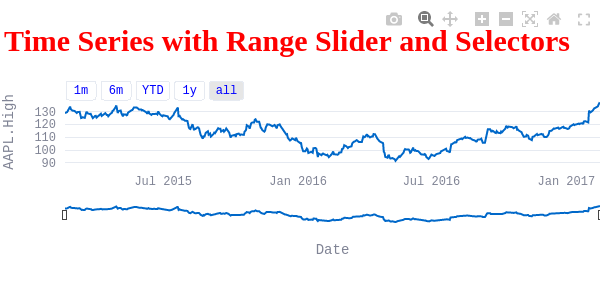 Time Series with Range Slider and Selectors
1m 6m YTD 1y all
AAPL.High
130
120
110
100
90
Jul 2015 Jan 2016 Jul 2016 Jan 2017
Date